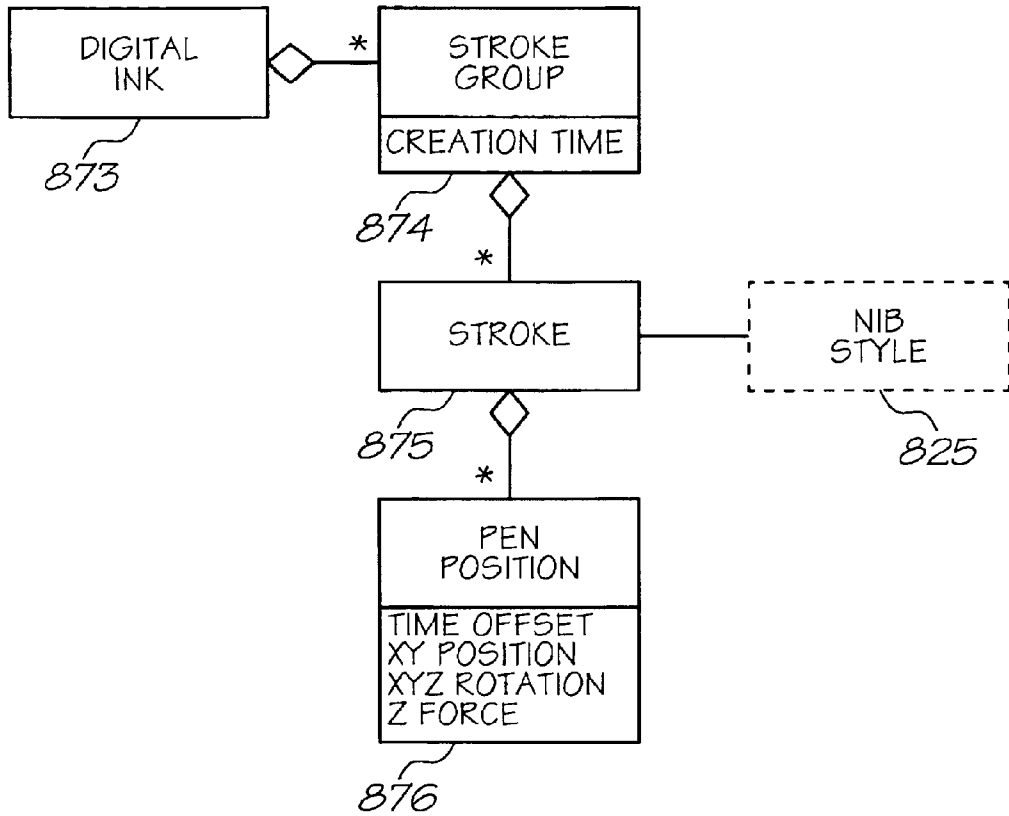 DIGITAL
INK
873
*
STROKE
GROUP
CREATION TIME
874
*
STROKE
875
NIB
STYLE
825
*
PEN
POSITION
TIME OFFSET
XY POSITION
XYZ ROTATION
Z FORCE
876